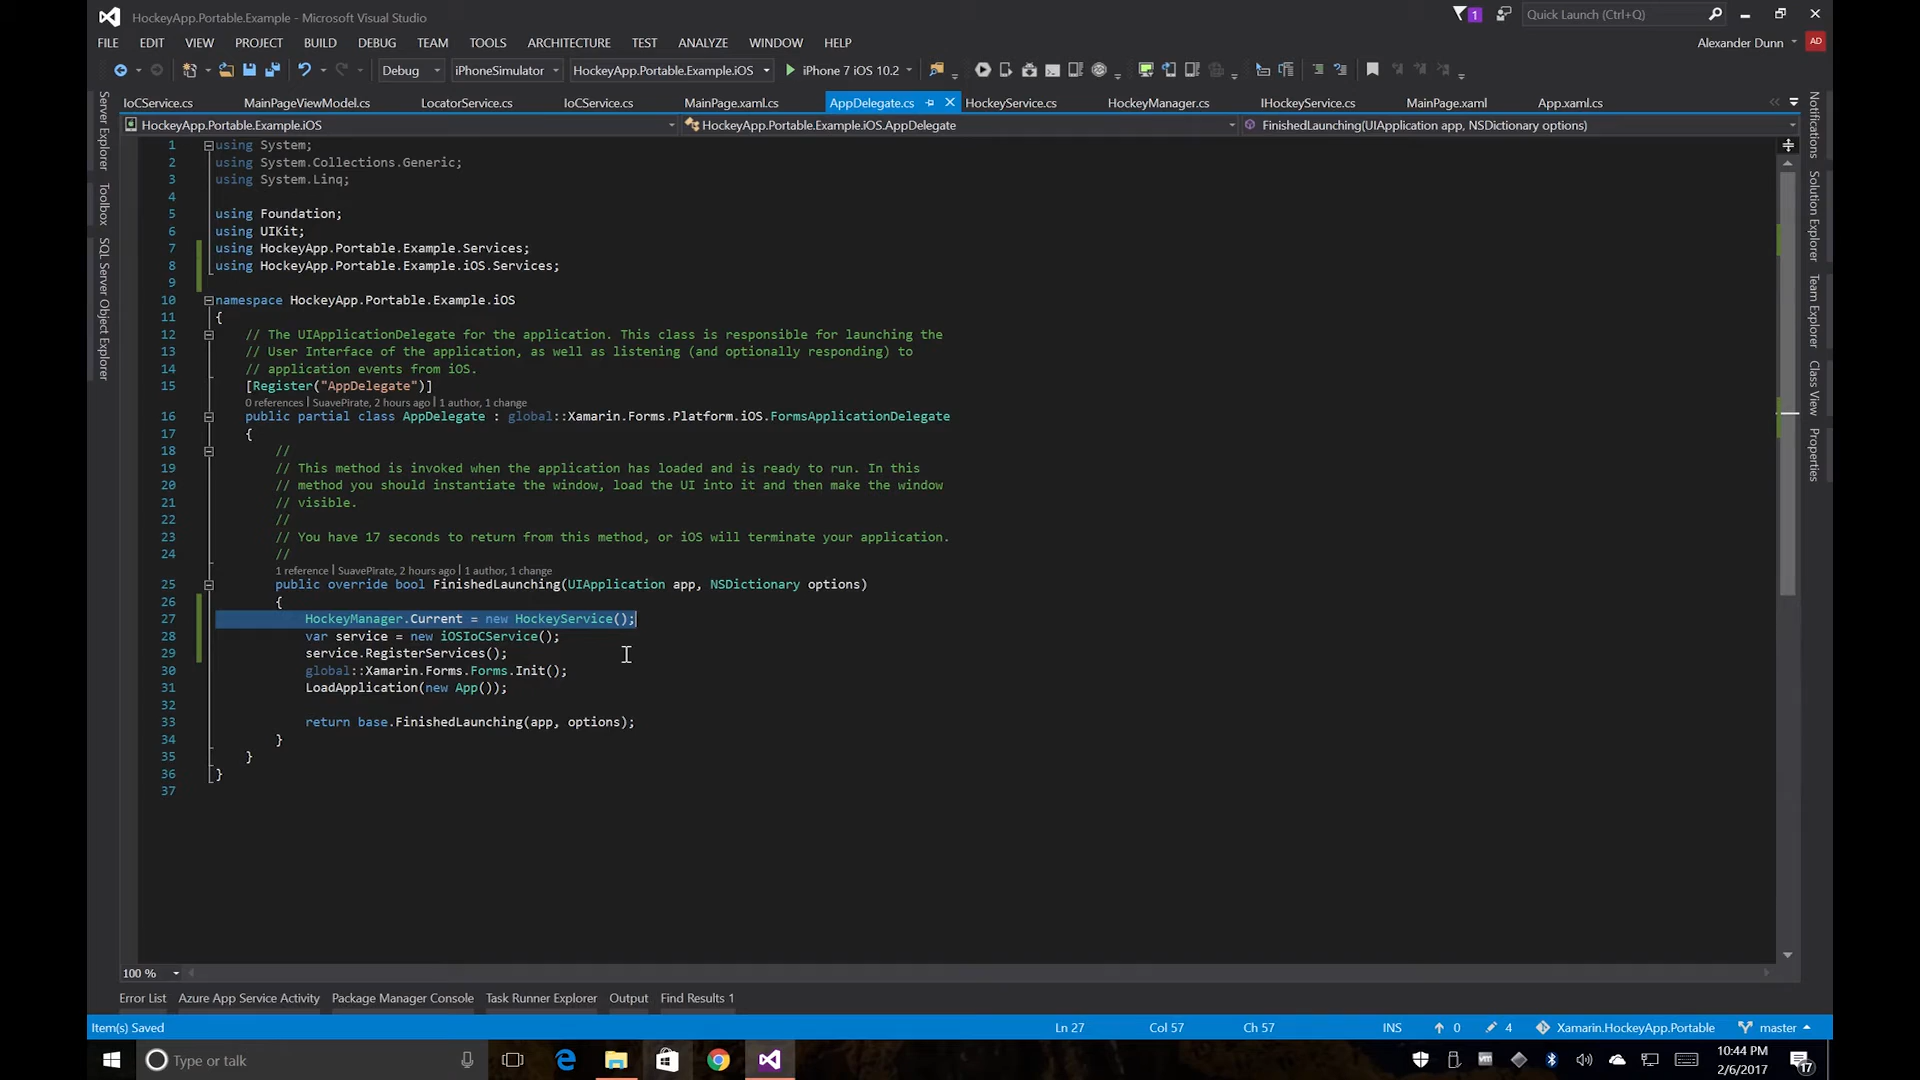 HockeyApp.Portable.Example - Microsoft Visual Studio
1
Quick Launch (Ctrl+Q)
FILE EDIT VIEW PROJECT BUILD DEBUG TEAM TOOLS ARCHITECTURE TEST ANALYZE WINDOW HELP
Alexander Dunn AD
Debug iPhoneSimulator HockeyApp.Portable.Example.iOS iPhone 7 iOS 10.2
IoCService.cs MainPageViewModel.cs LocatorService.cs IoCService.cs MainPage.xaml.cs AppDelegate.cs HockeyService.cs HockeyManager.cs IHockeyService.cs MainPage.xaml App.xaml.cs
HockeyApp.Portable.Example.iOS HockeyApp.Portable.Example.iOS.AppDelegate FinishedLaunching(UIApplication app, NSDictionary options)
Server Explorer
Toolbox
SQL Server Object Explorer
1 using System;
2 using System.Collections.Generic;
3 using System.Linq;
4
5 using Foundation;
6 using UIKit;
7 using HockeyApp.Portable.Example.Services;
8 using HockeyApp.Portable.Example.iOS.Services;
9
10 namespace HockeyApp.Portable.Example.iOS
11 {
12 // The UIApplicationDelegate for the application. This class is responsible for launching the
13 // User Interface of the application, as well as listening (and optionally responding) to
14 // application events from iOS.
15 [Register("AppDelegate")]
0 references | SuavePirate, 2 hours ago | 1 author, 1 change
16 public partial class AppDelegate : global::Xamarin.Forms.Platform.iOS.FormsApplicationDelegate
17 {
18 //
19 // This method is invoked when the application has loaded and is ready to run. In this
20 // method you should instantiate the window, load the UI into it and then make the window
21 // visible.
22 //
23 // You have 17 seconds to return from this method, or iOS will terminate your application.
24 //
1 reference | SuavePirate, 2 hours ago | 1 author, 1 change
25 public override bool FinishedLaunching(UIApplication app, NSDictionary options)
26 {
27 HockeyManager.Current = new HockeyService();
28 var service = new iOSIoCService();
29 service.RegisterServices();
30 global::Xamarin.Forms.Forms.Init();
31 LoadApplication(new App());
32
33 return base.FinishedLaunching(app, options);
34 }
35 }
36 }
37
Notifications
Solution Explorer
Team Explorer
Class View
Properties
100 %
Error List Azure App Service Activity Package Manager Console Task Runner Explorer Output Find Results 1
Item(s) Saved Ln 27 Col 57 Ch 57 INS 0 4 Xamarin.HockeyApp.Portable master
Type or talk
10:44 PM
2/6/2017
17